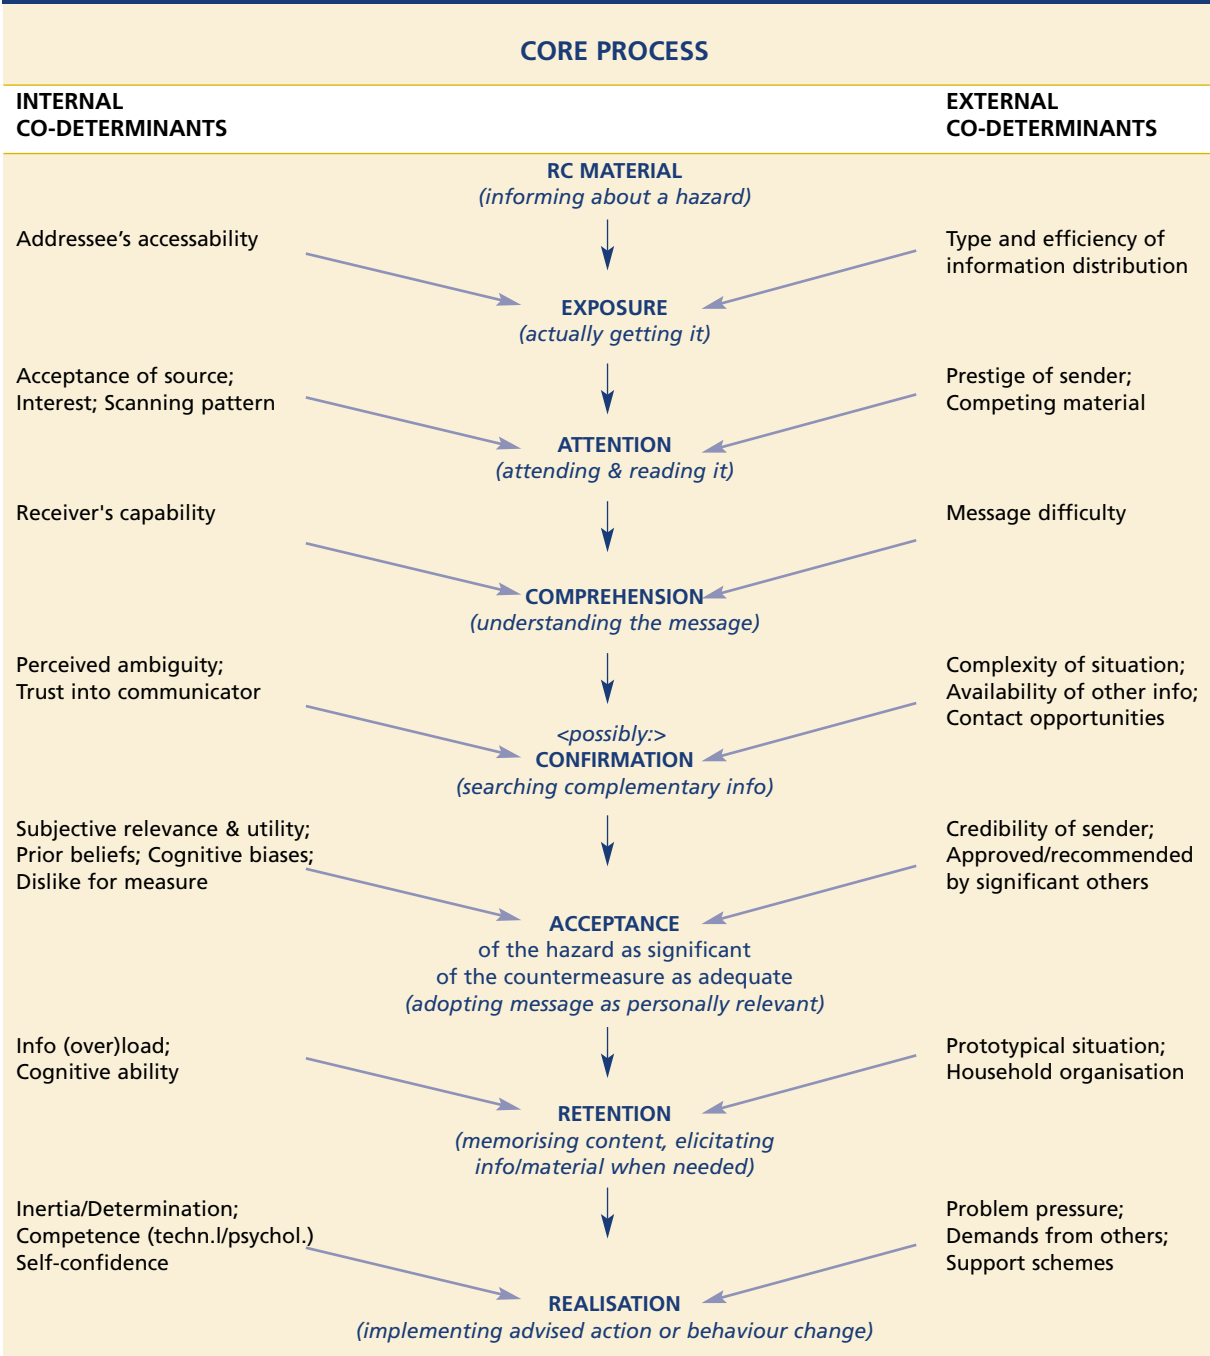 CORE PROCESS
INTERNAL
CO-DETERMINANTS
EXTERNAL
CO-DETERMINANTS
RC MATERIAL
(informing about a hazard)
Addressee's accessability
Type and efficiency of
information distribution
EXPOSURE
(actually getting it)
Acceptance of source;
Interest; Scanning pattern
Prestige of sender;
Competing material
ATTENTION
(attending & reading it)
Receiver's capability
Message difficulty
COMPREHENSION
(understanding the message)
Perceived ambiguity;
Trust into communicator
Complexity of situation;
Availability of other info;
Contact opportunities
<possibly:>
CONFIRMATION
(searching complementary info)
Subjective relevance & utility;
Prior beliefs; Cognitive biases;
Dislike for measure
Credibility of sender;
Approved/recommended
by significant others
ACCEPTANCE
of the hazard as significant
of the countermeasure as adequate
(adopting message as personally relevant)
Info (over)load;
Cognitive ability
Prototypical situation;
Household organisation
RETENTION
(memorising content, elicitating
info/material when needed)
Inertia/Determination;
Competence (techn.l/psychol.)
Self-confidence
Problem pressure;
Demands from others;
Support schemes
REALISATION
(implementing advised action or behaviour change)